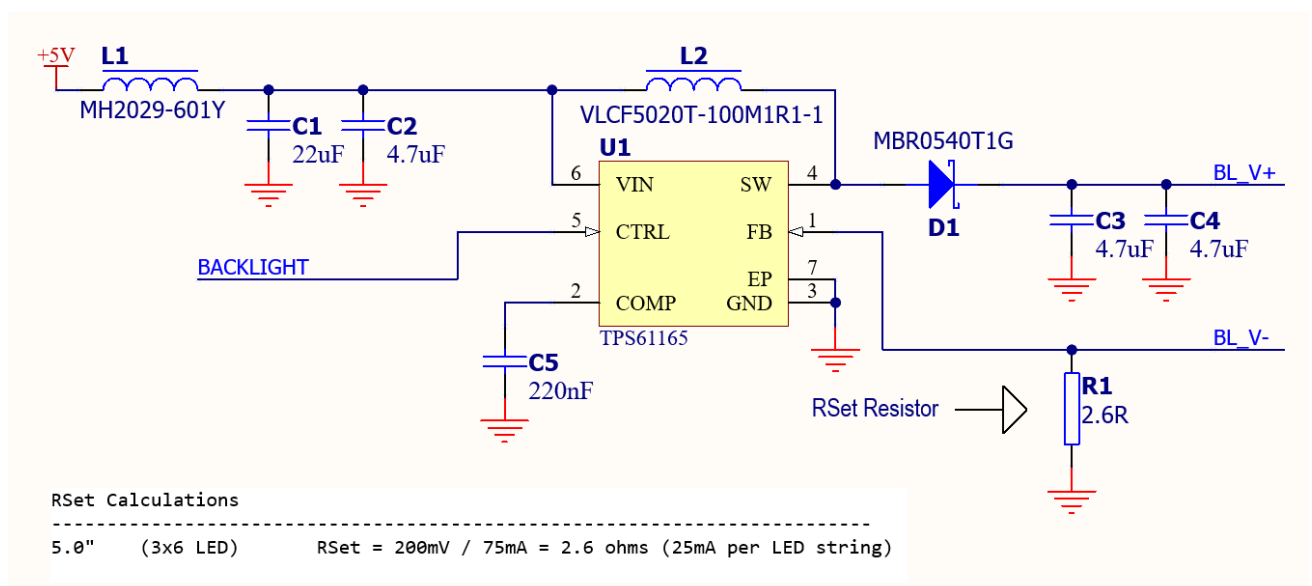 +5V
L1
MH2029-601Y
C1
22uF
C2
4.7uF
L2
VLCF5020T-100M1R1-1
U1
MBR0540T1G
D1
BL_V+
6
VIN
SW
4
5
CTRL
FB
1
EP
7
2
COMP
GND
3
TPS61165
BACKLIGHT
C3
4.7uF
C4
4.7uF
C5
220nF
BL_V-
RSet Resistor
R1
2.6R
RSet Calculations
--------------------------------------------------------------------------
5.0" (3x6 LED) RSet = 200mV / 75mA = 2.6 ohms (25mA per LED string)